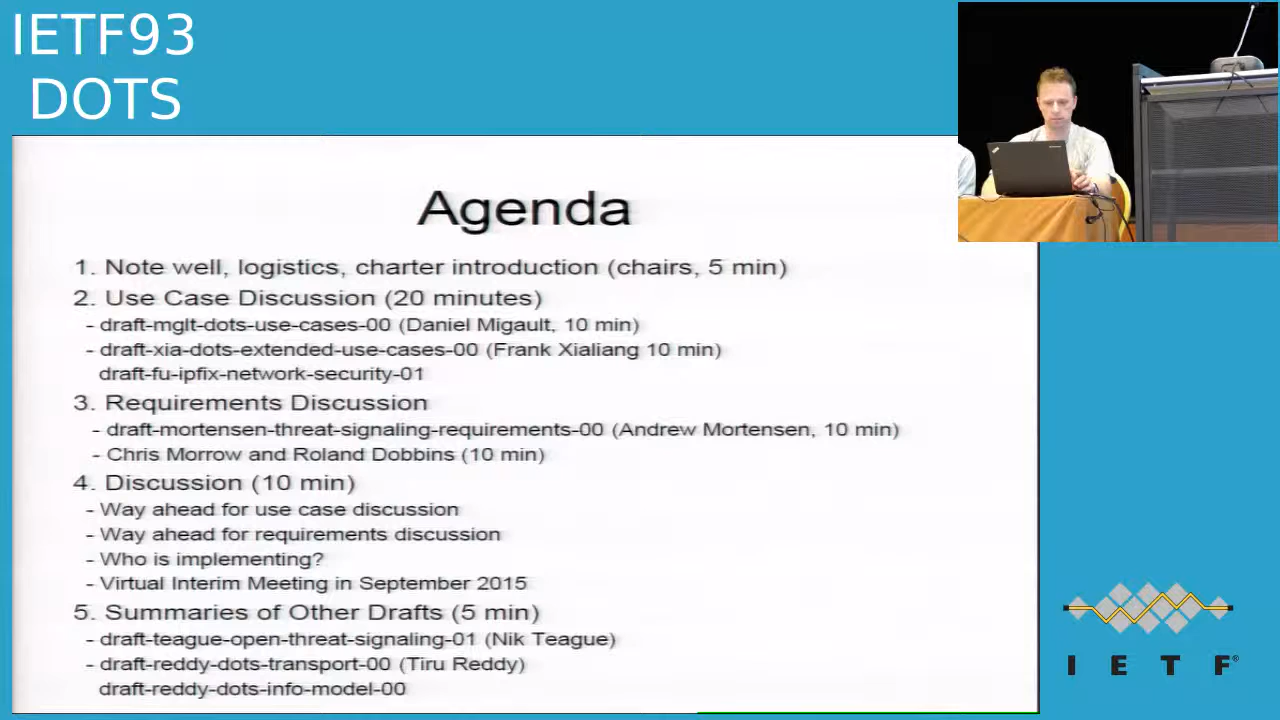 IETF93
DOTS
Agenda
1. Note well, logistics, charter introduction (chairs, 5 min)
2. Use Case Discussion (20 minutes)
- draft-mglt-dots-use-cases-00 (Daniel Migault, 10 min)
- draft-xia-dots-extended-use-cases-00 (Frank Xialiang 10 min)
draft-fu-ipfix-network-security-01
3. Requirements Discussion
- draft-mortensen-threat-signaling-requirements-00 (Andrew Mortensen, 10 min)
- Chris Morrow and Roland Dobbins (10 min)
4. Discussion (10 min)
- Way ahead for use case discussion
- Way ahead for requirements discussion
- Who is implementing?
- Virtual Interim Meeting in September 2015
5. Summaries of Other Drafts (5 min)
- draft-teague-open-threat-signaling-01 (Nik Teague)
- draft-reddy-dots-transport-00 (Tiru Reddy)
draft-reddy-dots-info-model-00
I E T F®